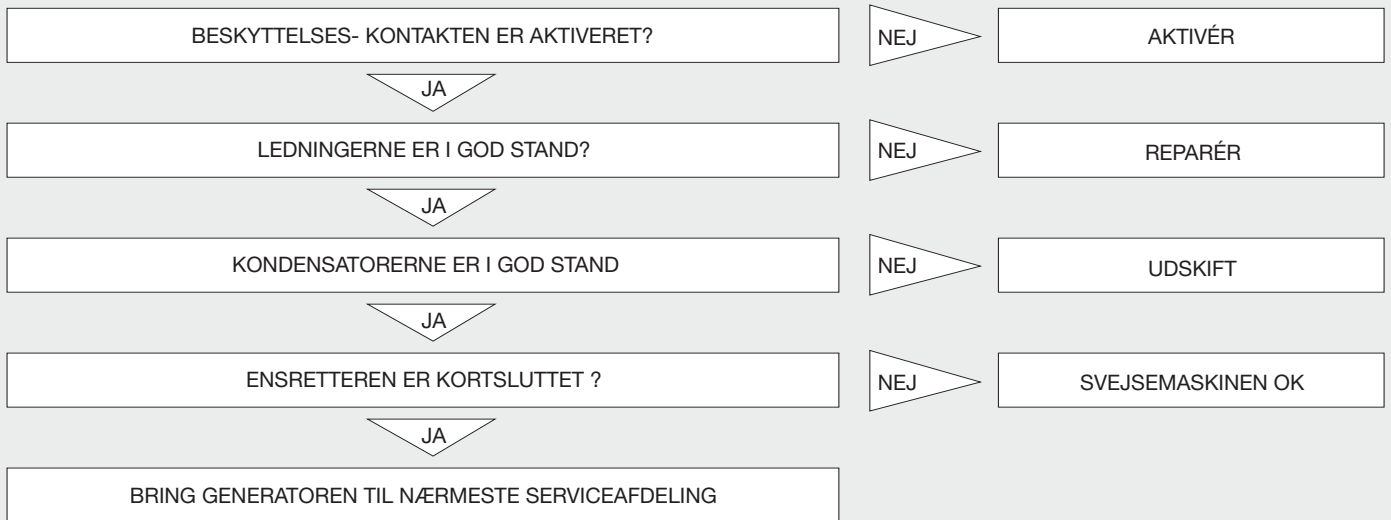 BESKYTTELSES- KONTAKTEN ER AKTIVERET?
NEJ
AKTIVÉR
JA
LEDNINGERNE ER I GOD STAND?
NEJ
REPARÉR
JA
KONDENSATORERNE ER I GOD STAND
NEJ
UDSKIFT
JA
ENSRETTEREN ER KORTSLUTTET ?
NEJ
SVEJSEMASKINEN OK
JA
BRING GENERATOREN TIL NÆRMESTE SERVICEAFDELING